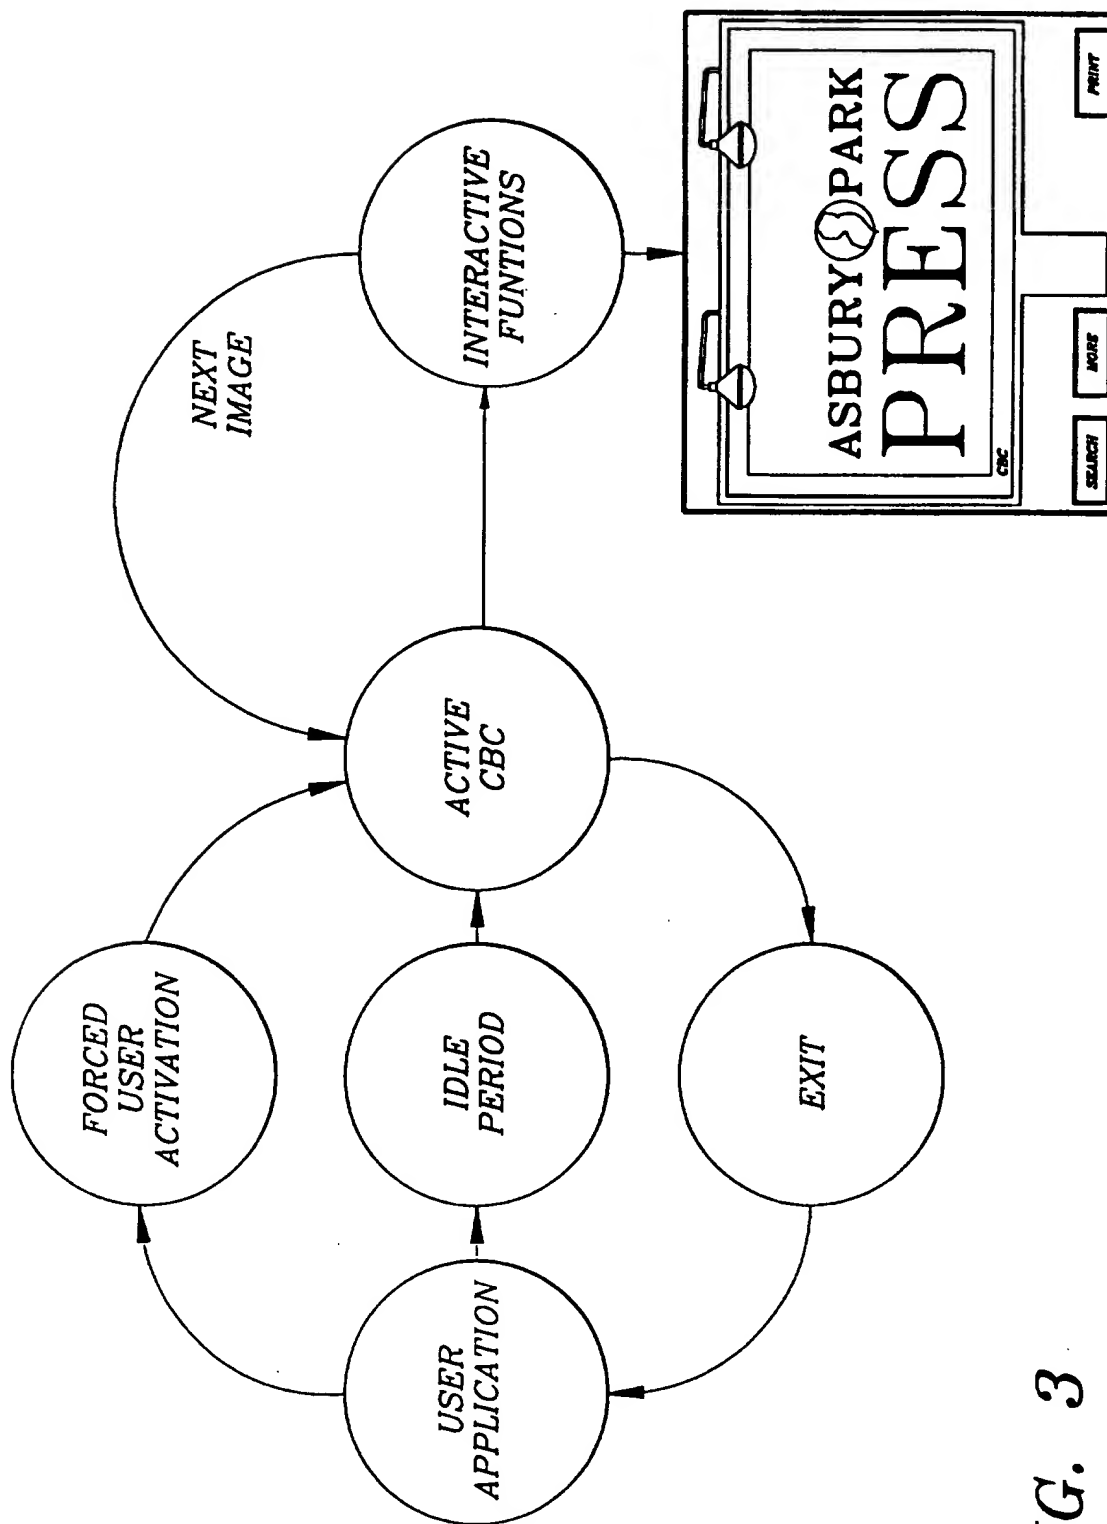 FORCED
USER
ACTIVATION
USER
APPLICATION
IDLE
PERIOD
ACTIVE
CBC
EXIT
NEXT
IMAGE
INTERACTIVE
FUNTIONS
ASBURY PARK
PRESS
CBC
SEARCH
MORE
PRINT
G. 3